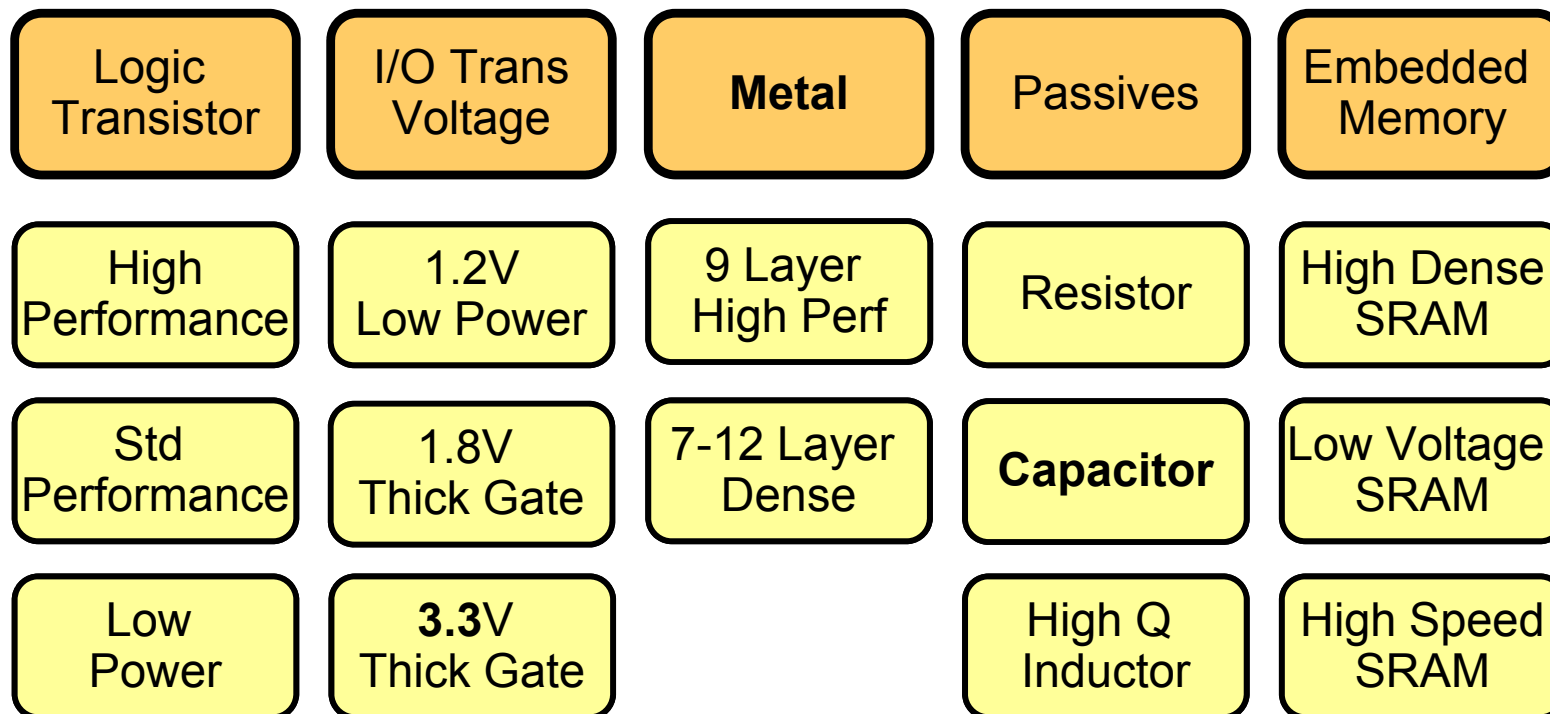 Logic
Transistor
I/O Trans
Voltage
Metal
Passives
Embedded
Memory
High
Performance
1.2V
Low Power
9 Layer
High Perf
Resistor
High Dense
SRAM
Std
Performance
1.8V
Thick Gate
7-12 Layer
Dense
Capacitor
Low Voltage
SRAM
Low
Power
3.3V
Thick Gate
High Q
Inductor
High Speed
SRAM